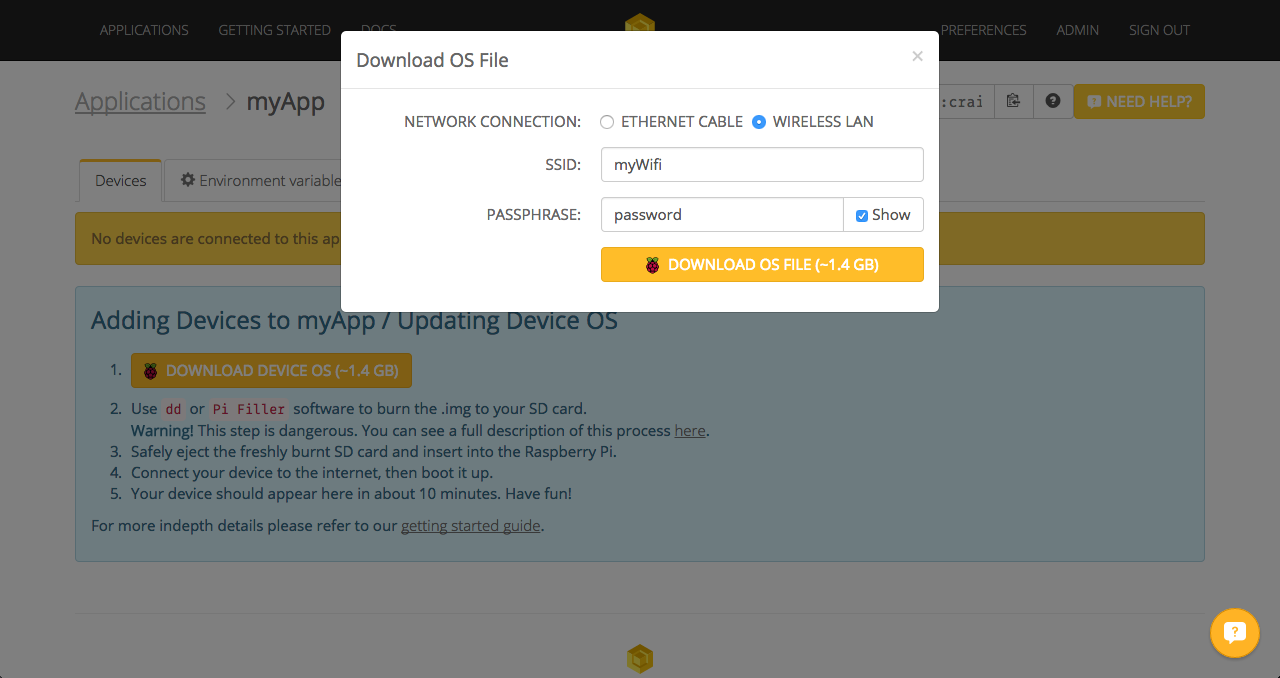 APPLICATIONS GETTING STARTED DOCS PREFERENCES ADMIN SIGN OUT
Download OS File ×
Applications > myApp :crai ? NEED HELP?
NETWORK CONNECTION: ETHERNET CABLE WIRELESS LAN
SSID: myWifi
Devices Environment variable
PASSPHRASE: password Show
No devices are connected to this ap
DOWNLOAD OS FILE (~1.4 GB)
Adding Devices to myApp / Updating Device OS
1. DOWNLOAD DEVICE OS (~1.4 GB)
2. Use dd or Pi Filler software to burn the .img to your SD card.
Warning! This step is dangerous. You can see a full description of this process here.
3. Safely eject the freshly burnt SD card and insert into the Raspberry Pi.
4. Connect your device to the internet, then boot it up.
5. Your device should appear here in about 10 minutes. Have fun!
For more indepth details please refer to our getting started guide.
?